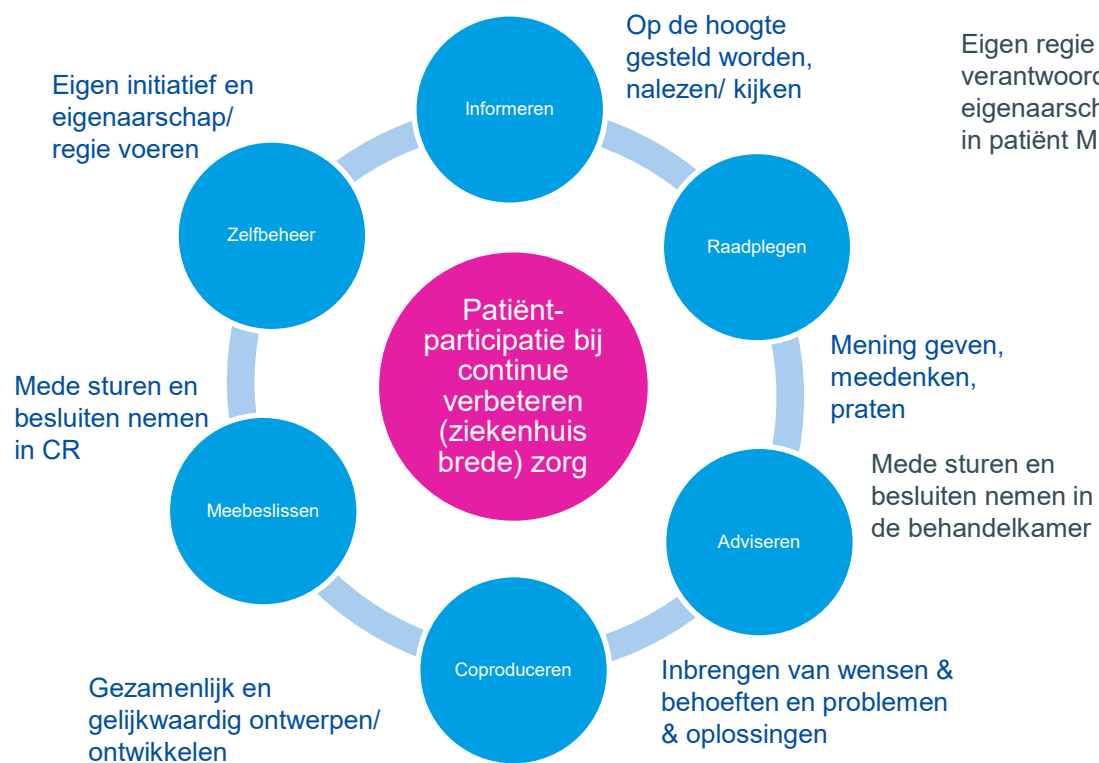 Op de hoogte
gesteld worden,
nalezen/ kijken
Eigen regie
in patiënt
Eigen initiatief en
eigenaarschap/
regie voeren
Informeren
Zelfbeheer
Raadplegen
Patiënt-
participatie bij
continue
verbeteren
(ziekenhuis
brede) zorg
Mening geven,
meedenken,
praten
Mede sturen en
besluiten nemen
in CR
Mede sturen en
besluiten nemen in
de behandelkamer
Meebeslissen
Adviseren
Coproduceren
Inbrengen van wensen &
behoeften en problemen
& oplossingen
Gezamenlijk en
gelijkwaardig ontwerpen/
ontwikkelen